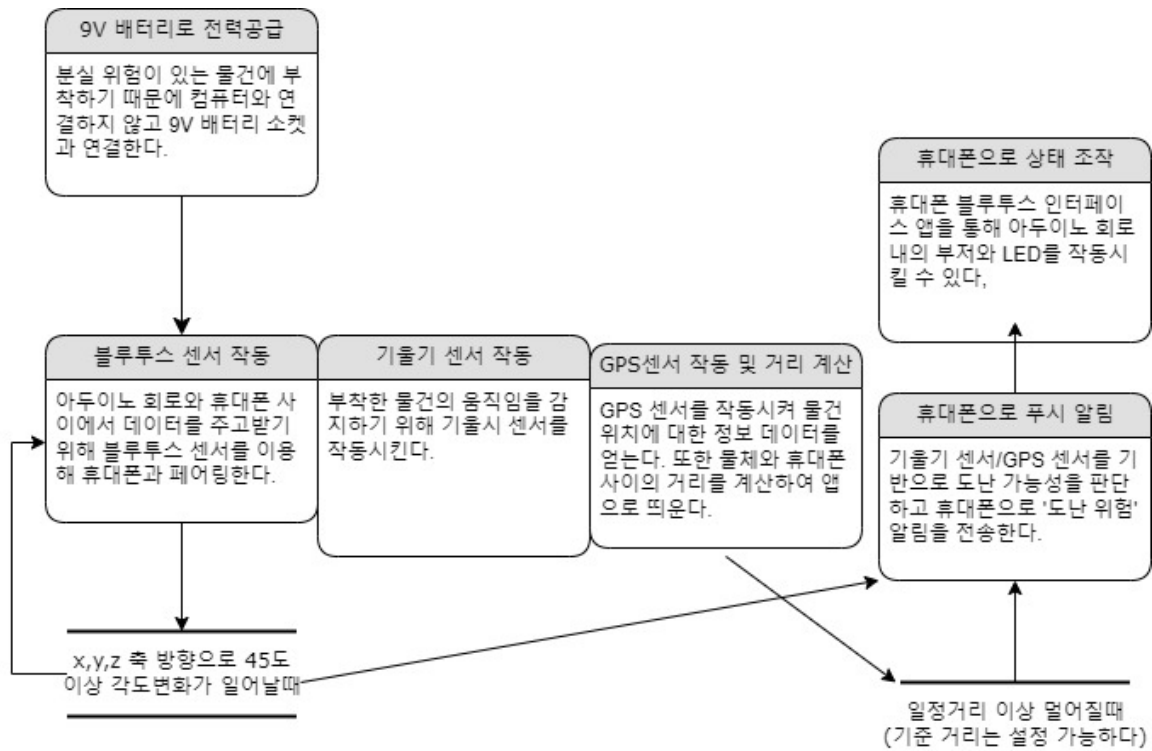 9V 배터리로 전력공급
분실 위험이 있는 물건에 부
착하기 때문에 컴퓨터와 연
결하지 않고 9V 배터리 소켓
과 연결한다.
휴대폰으로 상태 조작
휴대폰 블루투스 인터페이
스 앱을 통해 아두이노 회로
내의 부저와 LED를 작동시
킬 수 있다,
블루투스 센서 작동
아두이노 회로와 휴대폰 사
이에서 데이터를 주고받기
위해 블루투스 센서를 이용
해 휴대폰과 페어링한다.
기울기 센서 작동
부착한 물건의 움직임을 감
지하기 위해 기울시 센서를
작동시킨다.
GPS센서 작동 및 거리 계산
GPS 센서를 작동시켜 물건
위치에 대한 정보 데이터를
얻는다. 또한 물체와 휴대폰
사이의 거리를 계산하여 앱
으로 띄운다.
휴대폰으로 푸시 알림
기울기 센서/GPS 센서를 기
반으로 도난 가능성을 판단
하고 휴대폰으로 '도난 위험'
알림을 전송한다.
x,y,z 축 방향으로 45도
이상 각도변화가 일어날때
일정거리 이상 멀어질때
(기준 거리는 설정 가능하다)